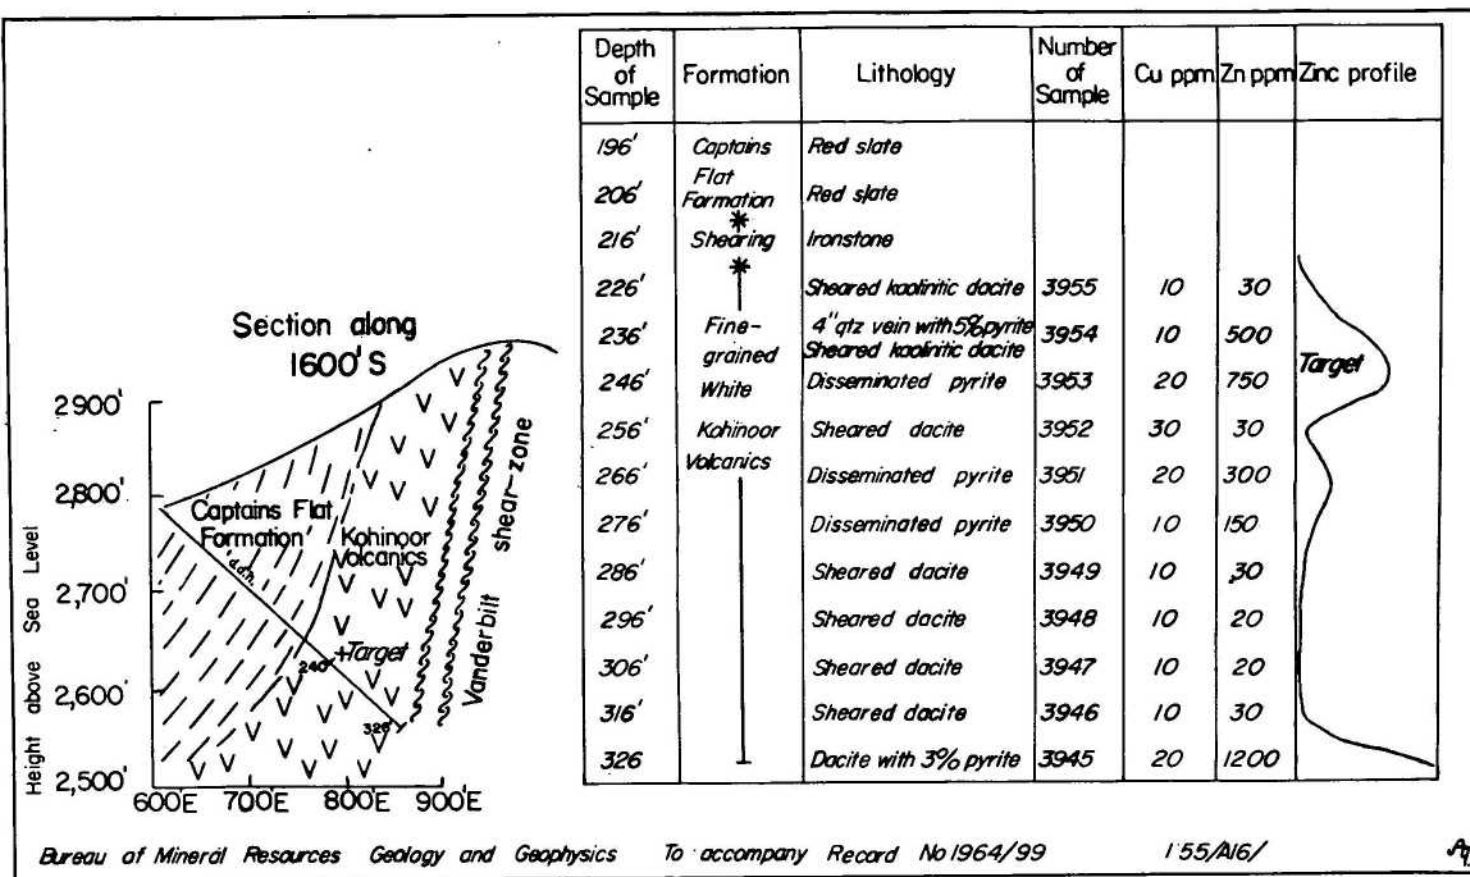 Section along
1600'S
Height above Sea Level
2900'
2,800'
2,700'
2,600'
2,500'
600'E 700'E 800'E 900'E
Captains Flat
Formation
d.d.h.
Kohinoor
Volcanics
+Target
240'
326'
Vanderbilt shear-zone
Depth of Sample Formation Lithology Number of Sample Cu ppm Zn ppm Zinc profile
196' Captains Red slate
Flat
206' Formation Red slate
216' Shearing Ironstone
226' Sheared kaolinitic dacite 3955 10 30
236' Fine- 4" qtz vein with 5% pyrite 3954 10 500
grained Sheared kaolinitic dacite
Target
246' White Disseminated pyrite 3953 20 750
256' Kohinoor Sheared dacite 3952 30 30
266' Volcanics Disseminated pyrite 3951 20 300
276' Disseminated pyrite 3950 10 150
286' Sheared dacite 3949 10 30
296' Sheared dacite 3948 10 20
306' Sheared dacite 3947 10 20
316' Sheared dacite 3946 10 30
326 Dacite with 3% pyrite 3945 20 1200
Bureau of Mineral Resources Geology and Geophysics To accompany Record No 1964/99 155/A16/